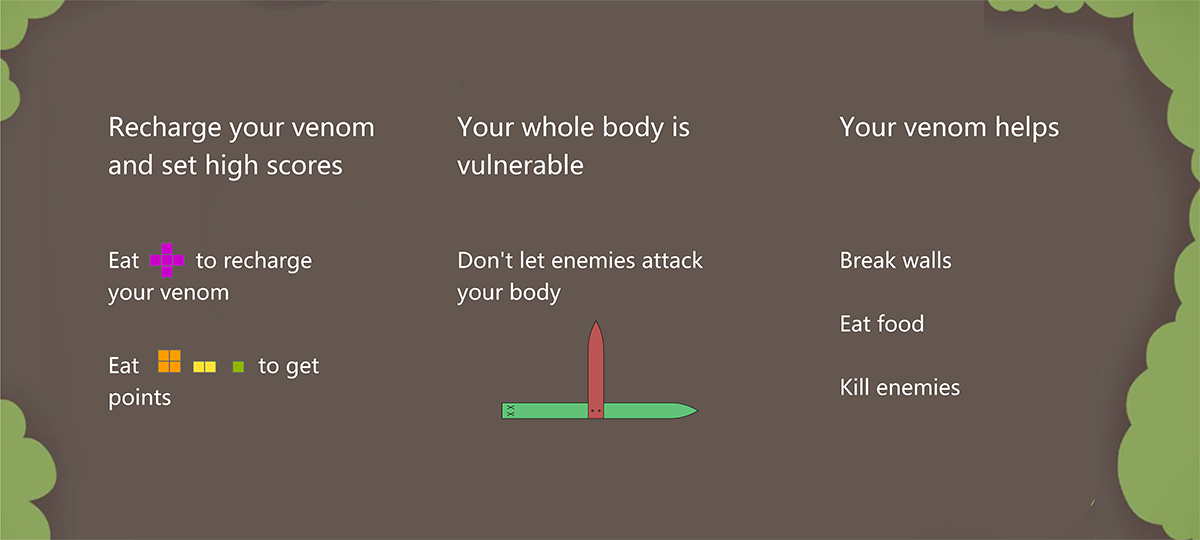 Recharge your venom
and set high scores
Eat to recharge
your venom
Eat to get
points
Your whole body is
vulnerable
Don't let enemies attack
your body
XX
Your venom helps
Break walls
Eat food
Kill enemies